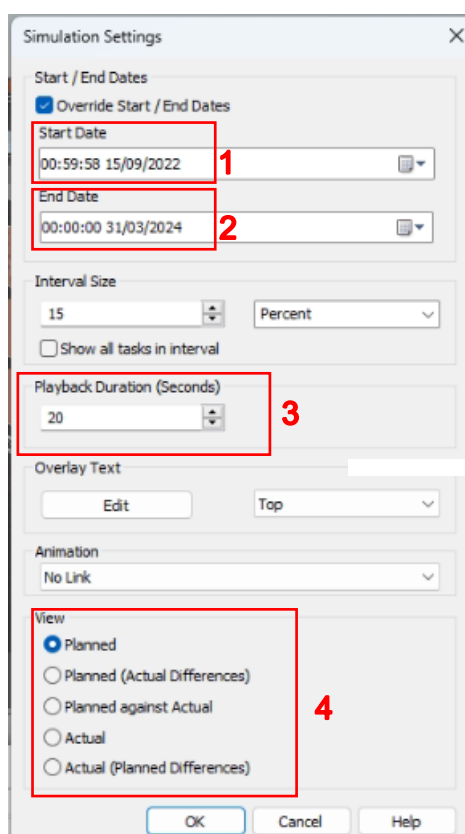 Simulation Settings
Start / End Dates
Override Start / End Dates
Start Date
00:59:58 15/09/2022
1
End Date
00:00:00 31/03/2024
2
Interval Size
15 Percent
Show all tasks in interval
Playback Duration (Seconds)
20
3
Overlay Text
Edit Top
Animation
No Link
View
Planned
Planned (Actual Differences)
Planned against Actual
4
Actual
Actual (Planned Differences)
OK Cancel Help